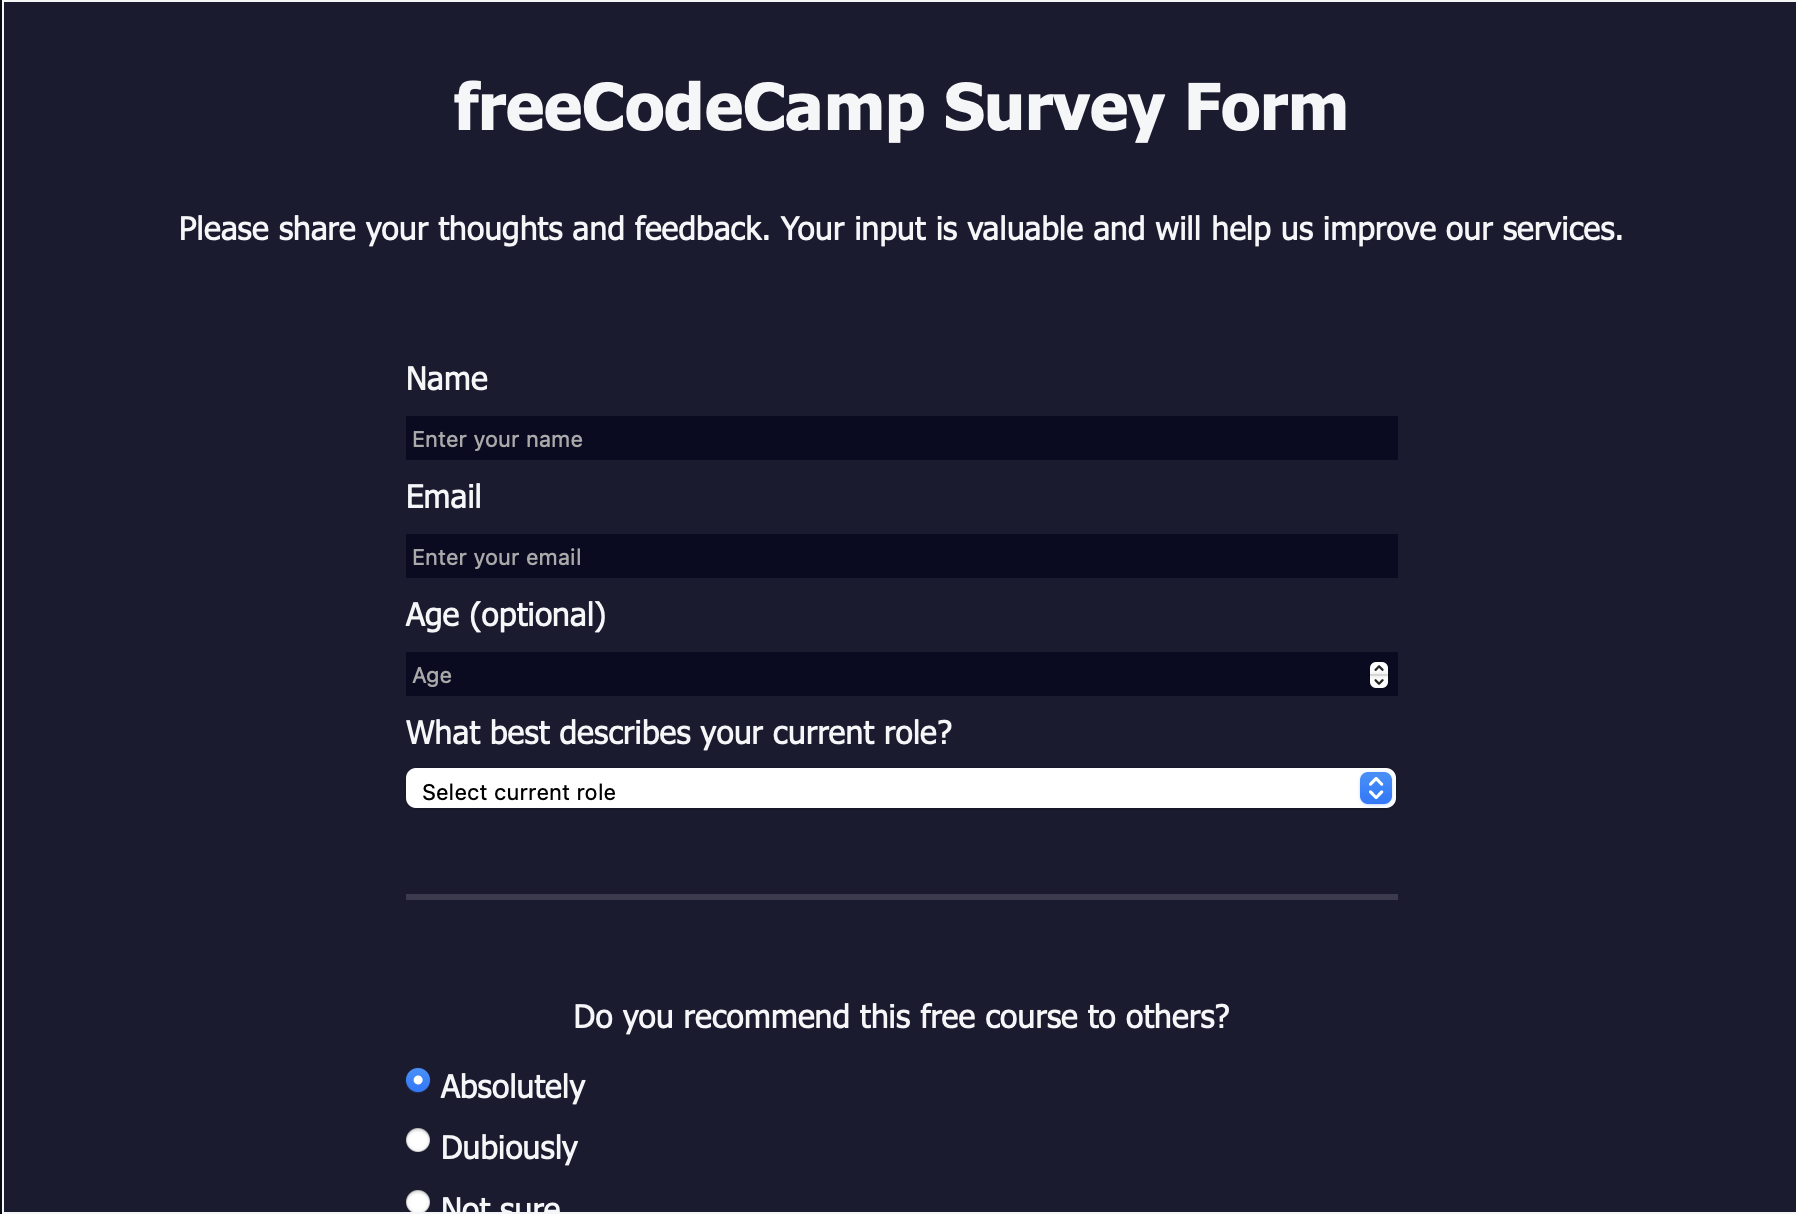 freeCodeCamp Survey Form
Please share your thoughts and feedback. Your input is valuable and will help us improve our services.
Name
Enter your name
Email
Enter your email
Age (optional)
Age
What best describes your current role?
Select current role
Do you recommend this free course to others?
Absolutely
Dubiously
Not sure